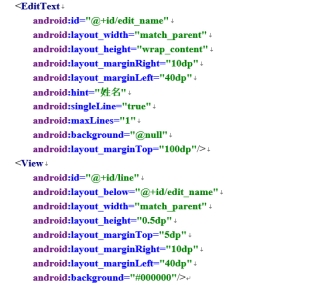 <EditText
android:id="@+id/edit_name"
android:layout_width="match_parent"
android:layout_height="wrap_content"
android:layout_marginRight="10dp"
android:layout_marginLeft="40dp"
android:hint="姓名"
android:singleLine="true"
android:maxLines="1"
android:background="@null"
android:layout_marginTop="100dp"/>
<View
android:id="@+id/line"
android:layout_below="@+id/edit_name"
android:layout_width="match_parent"
android:layout_height="0.5dp"
android:layout_marginTop="5dp"
android:layout_marginRight="10dp"
android:layout_marginLeft="40dp"
android:background="#000000"/>